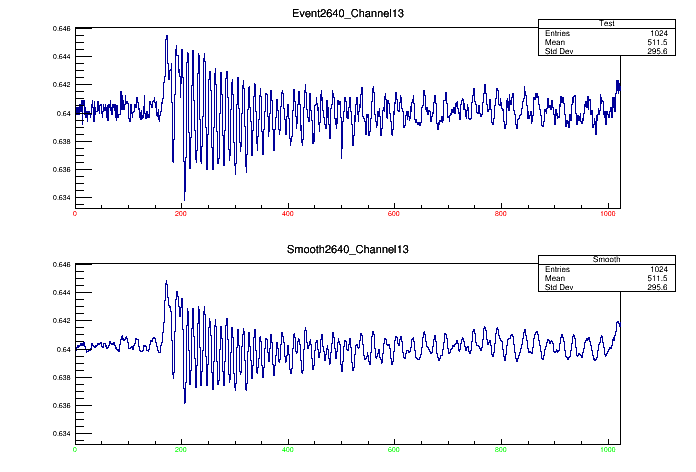 Event2640_Channel13
Test
Entries 1024
Mean 511.5
Std Dev 295.6
0.646
0.644
0.642
0.64
0.638
0.636
0.634
0 200 400 600 800 1000
Smooth2640_Channel13
Smooth
Entries 1024
Mean 511.5
Std Dev 295.6
0.646
0.644
0.642
0.64
0.638
0.636
0.634
0 200 400 600 800 1000